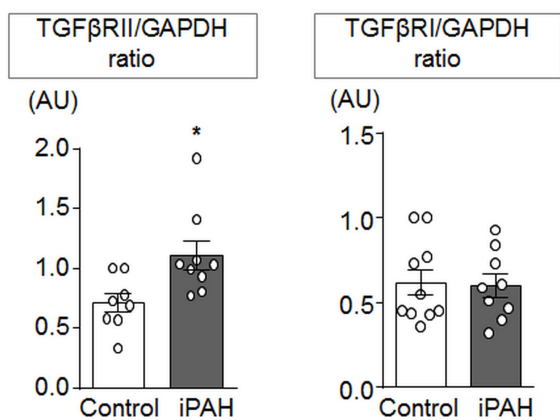 TGFβRII/GAPDH
ratio
(AU)
*
2.0
1.5
1.0
0.5
0.0
Control iPAH
TGFβRI/GAPDH
ratio
(AU)
1.5
1.0
0.5
0.0
Control iPAH